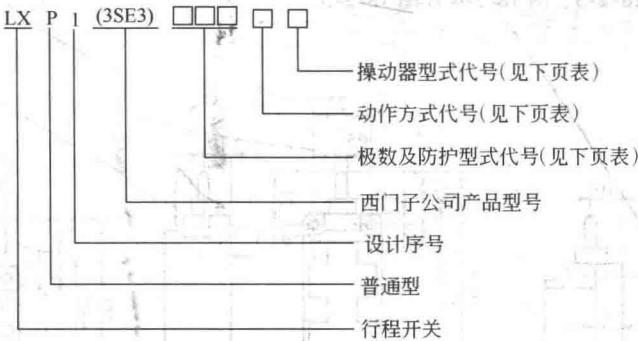 LX P 1 (3SE3) □□□ □ □
操动器型式代号(见下页表)
动作方式代号(见下页表)
极数及防护型式代号(见下页表)
西门子公司产品型号
设计序号
普通型
行程开关